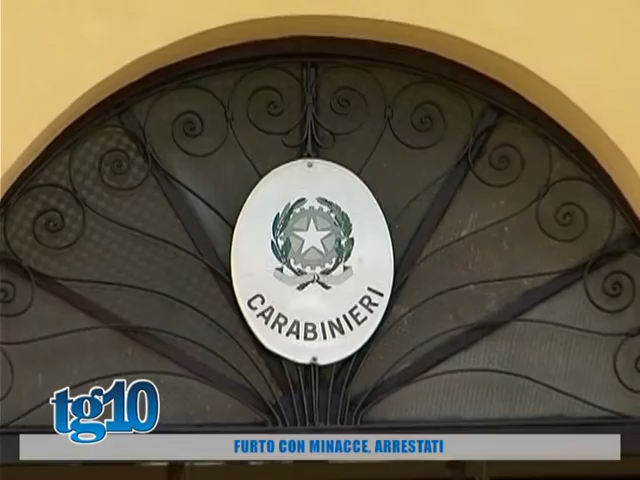 CARABINIERI
tg10
FURTO CON MINACCE, ARRESTATI